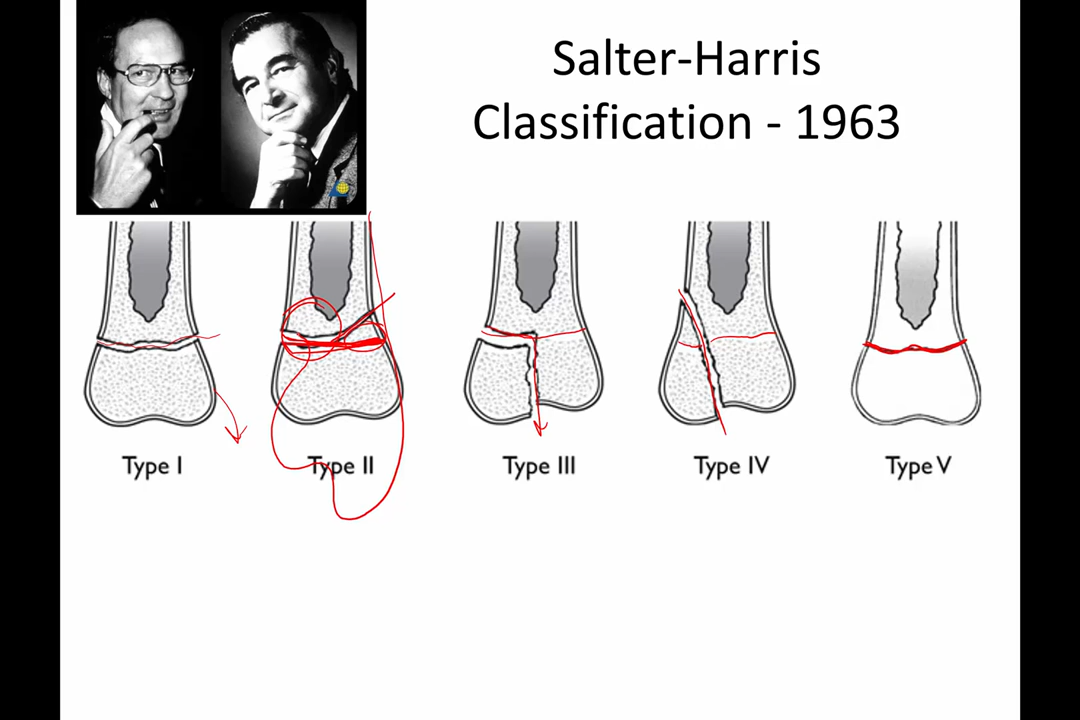 Salter-Harris
Classification - 1963
Type I
Type II
Type III
Type IV
Type V